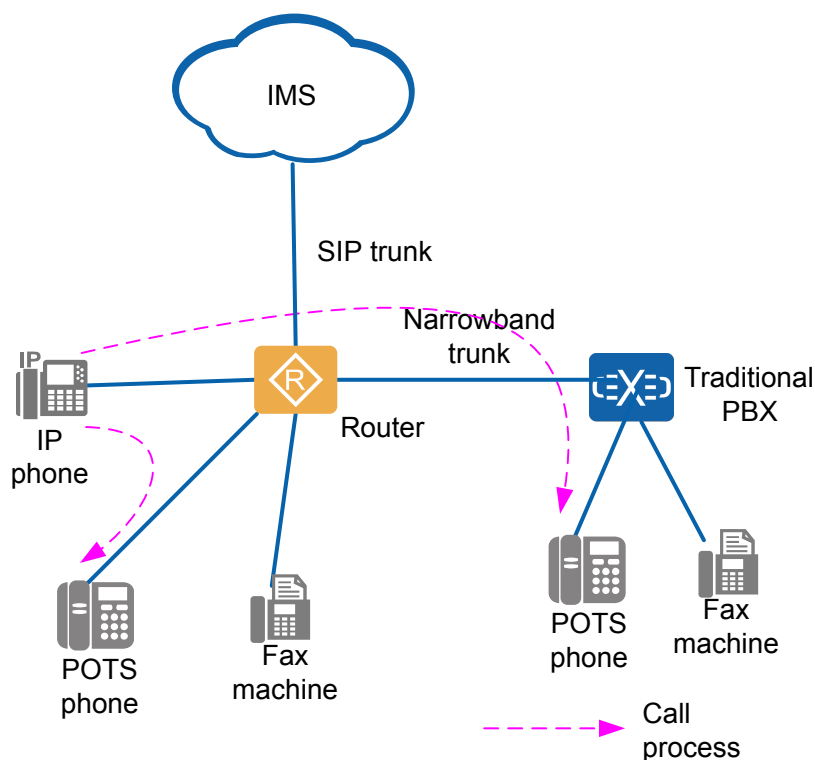 IMS
SIP trunk
Narrowband
trunk
IP
R
Traditional
PBX
Router
IP
phone
POTS
phone
Fax
machine
POTS
phone
Fax
machine
Call
process